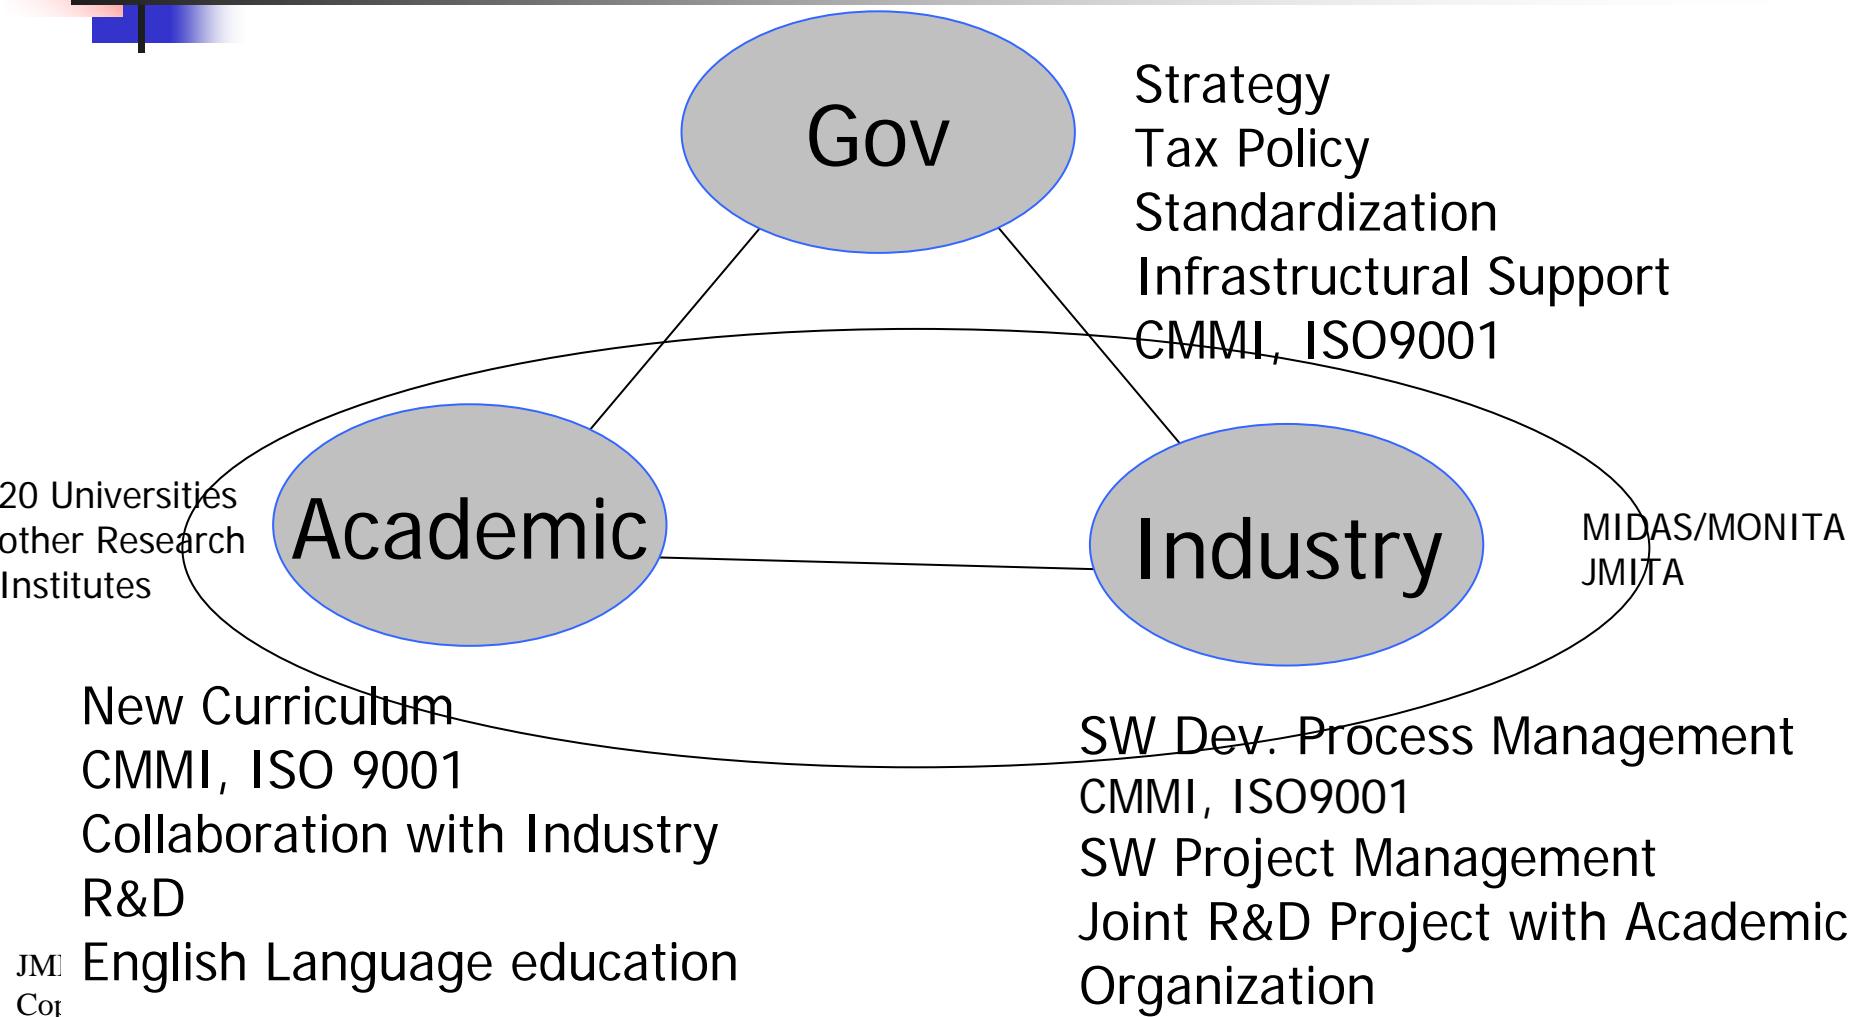 Gov
Strategy
Tax Policy
Standardization
Infrastructural Support
CMMI, ISO9001
20 Universities
other Research
Institutes
Academic
Industry
MIDAS/MONITA
JMITA
New Curriculum
CMMI, ISO 9001
Collaboration with Industry
R&D
English Language education
SW Dev. Process Management
CMMI, ISO9001
SW Project Management
Joint R&D Project with Academic
Organization